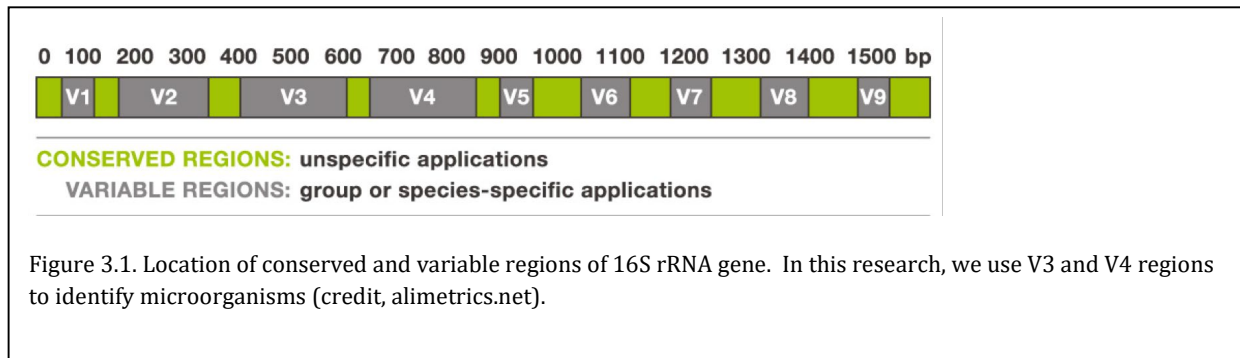 0 100 200 300 400 500 600 700 800 900 1000 1100 1200 1300 1400 1500 bp
V1 V2 V3 V4 V5 V6 V7 V8 V9
CONSERVED REGIONS: unspecific applications
VARIABLE REGIONS: group or species-specific applications
Figure 3.1. Location of conserved and variable regions of 16S rRNA gene. In this research, we use V3 and V4 regions
to identify microorganisms (credit, alimetrics.net).